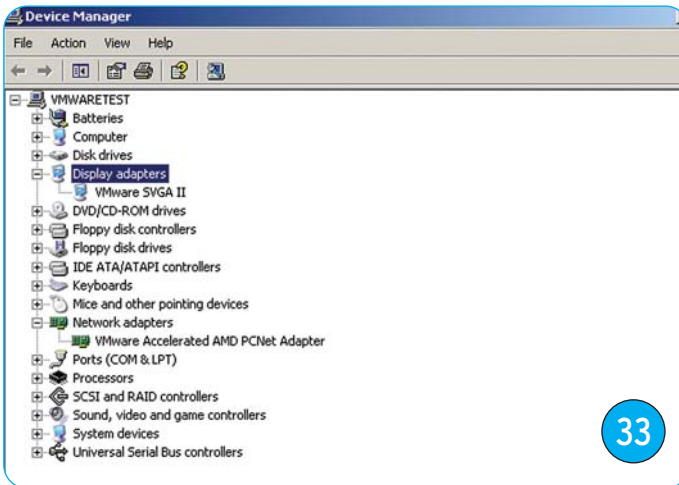 Device Manager
File Action View Help
VMWARETEST
Batteries
Computer
Disk drives
Display adapters
VMware SVGA II
DVD/CD-ROM drives
Floppy disk controllers
Floppy disk drives
IDE ATA/ATAPI controllers
Keyboards
Mice and other pointing devices
Network adapters
VMware Accelerated AMD PCNet Adapter
Ports (COM & LPT)
Processors
SCSI and RAID controllers
Sound, video and game controllers
System devices
Universal Serial Bus controllers
33